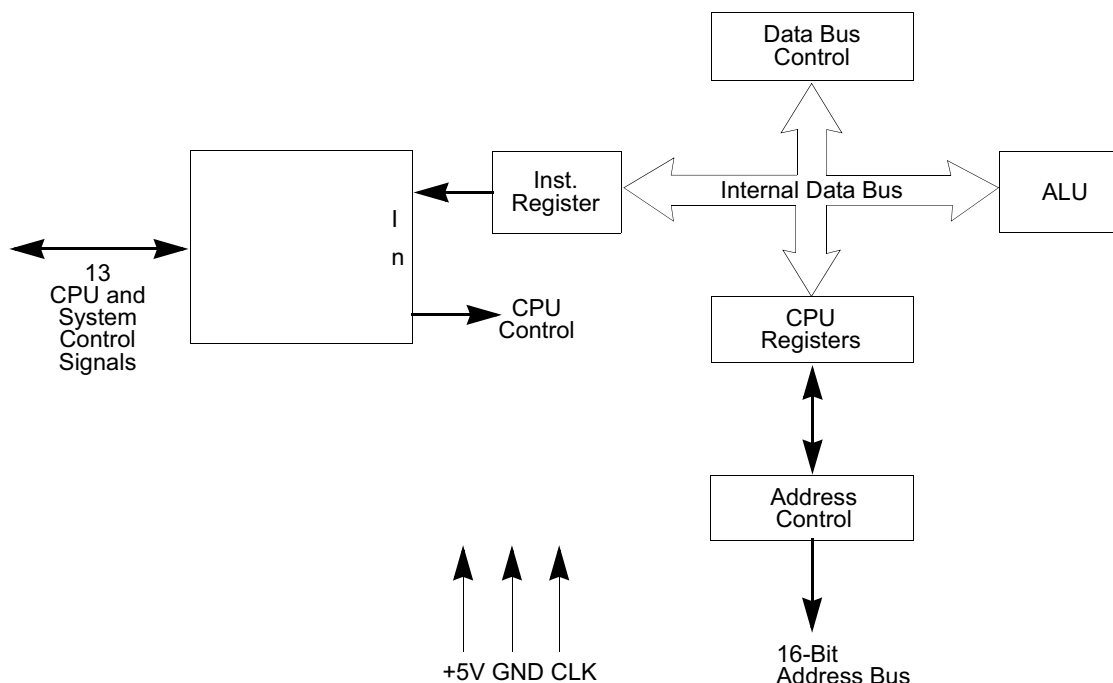 Data Bus
Control
Inst.
Register
Internal Data Bus
ALU
I
n
13
CPU and
System
Control
Signals
CPU
Control
CPU
Registers
Address
Control
+5V GND CLK
16-Bit
Address Bus